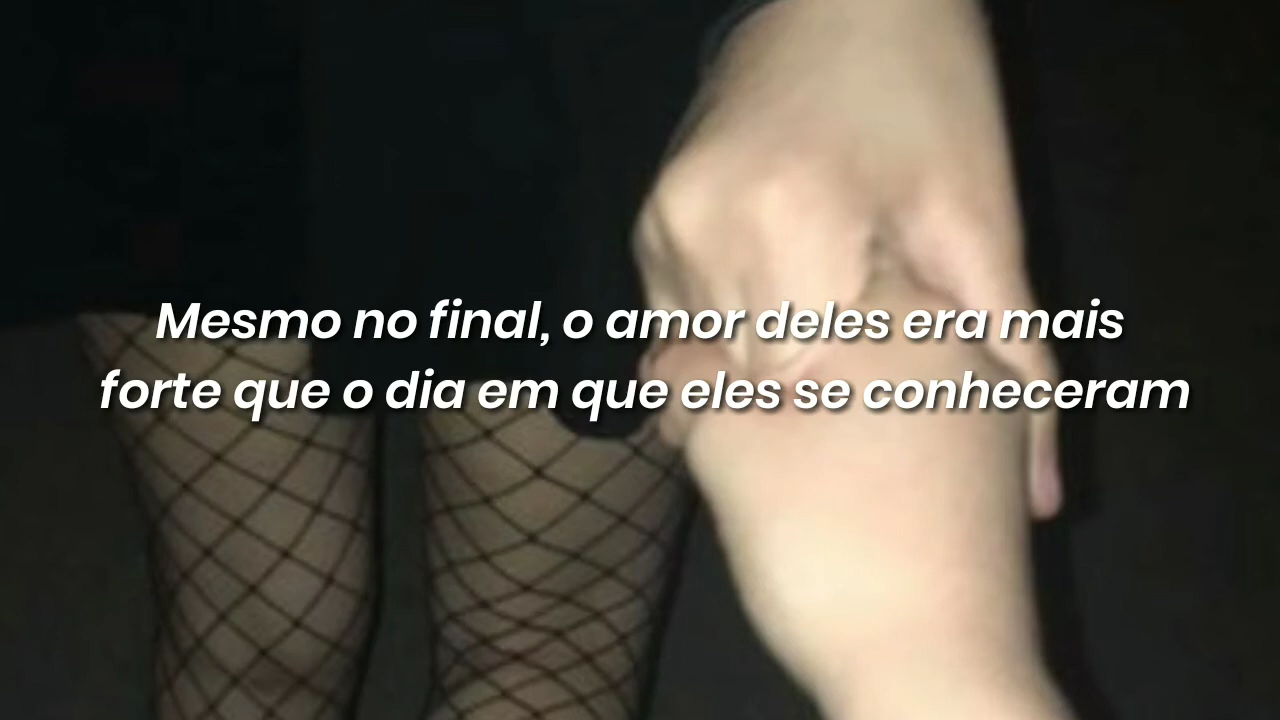 Mesmo no final, o amor deles era mais
forte que o dia em que eles se conheceram